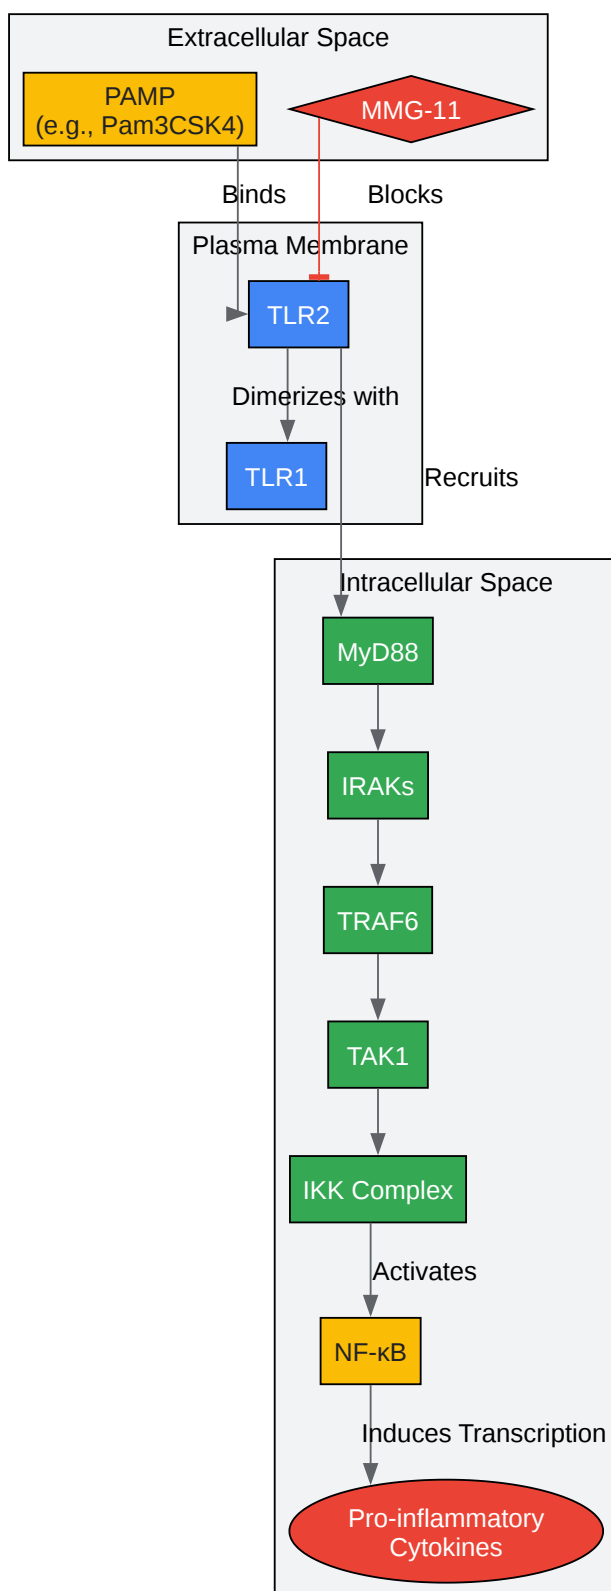 Extracellular Space
PAMP
(e.g., Pam3CSK4)
MMG-11
Binds
Blocks
Plasma Membrane
TLR2
Dimerizes with
TLR1
Recruits
Intracellular Space
MyD88
IRAKs
TRAF6
TAK1
IKK Complex
Activates
NF-κB
Induces Transcription
Pro-inflammatory
Cytokines